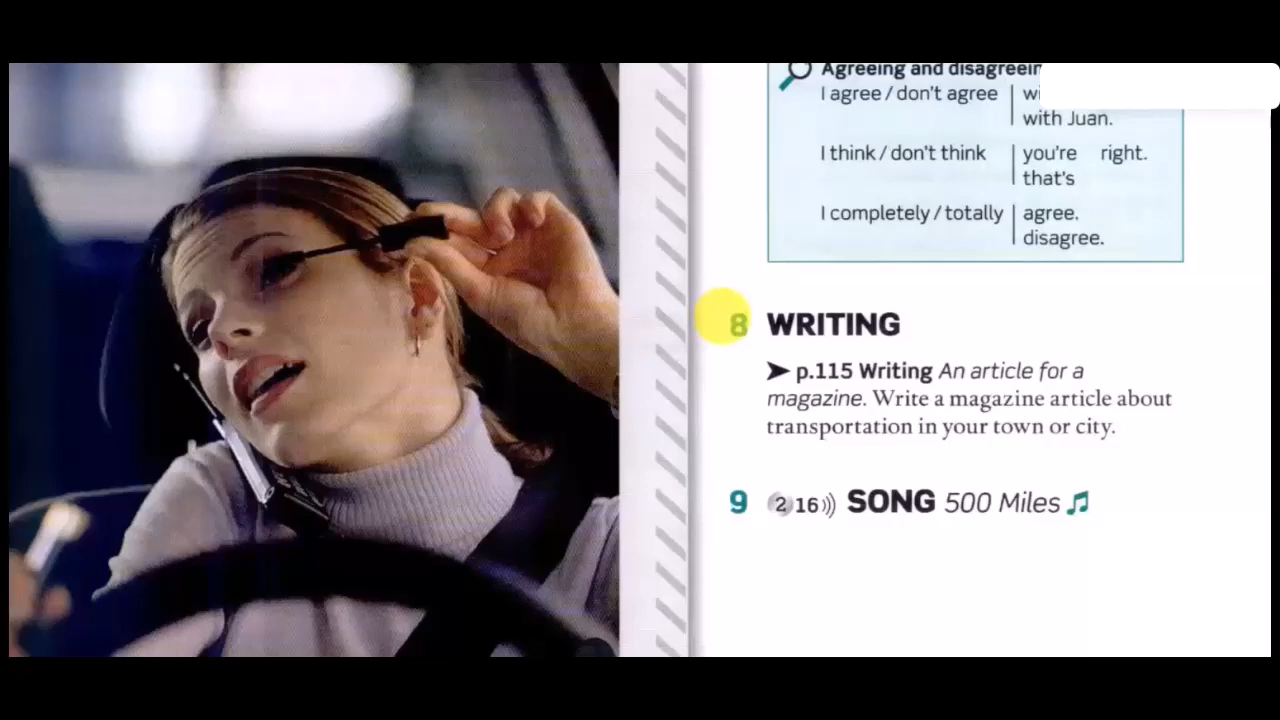 Agreeing and disagreein
I agree / don't agree
with Juan.
I think / don't think
you're right.
that's
I completely / totally
agree.
disagree.
8 WRITING
➤ p.115 Writing An article for a
magazine. Write a magazine article about
transportation in your town or city.
9 2 16 SONG 500 Miles